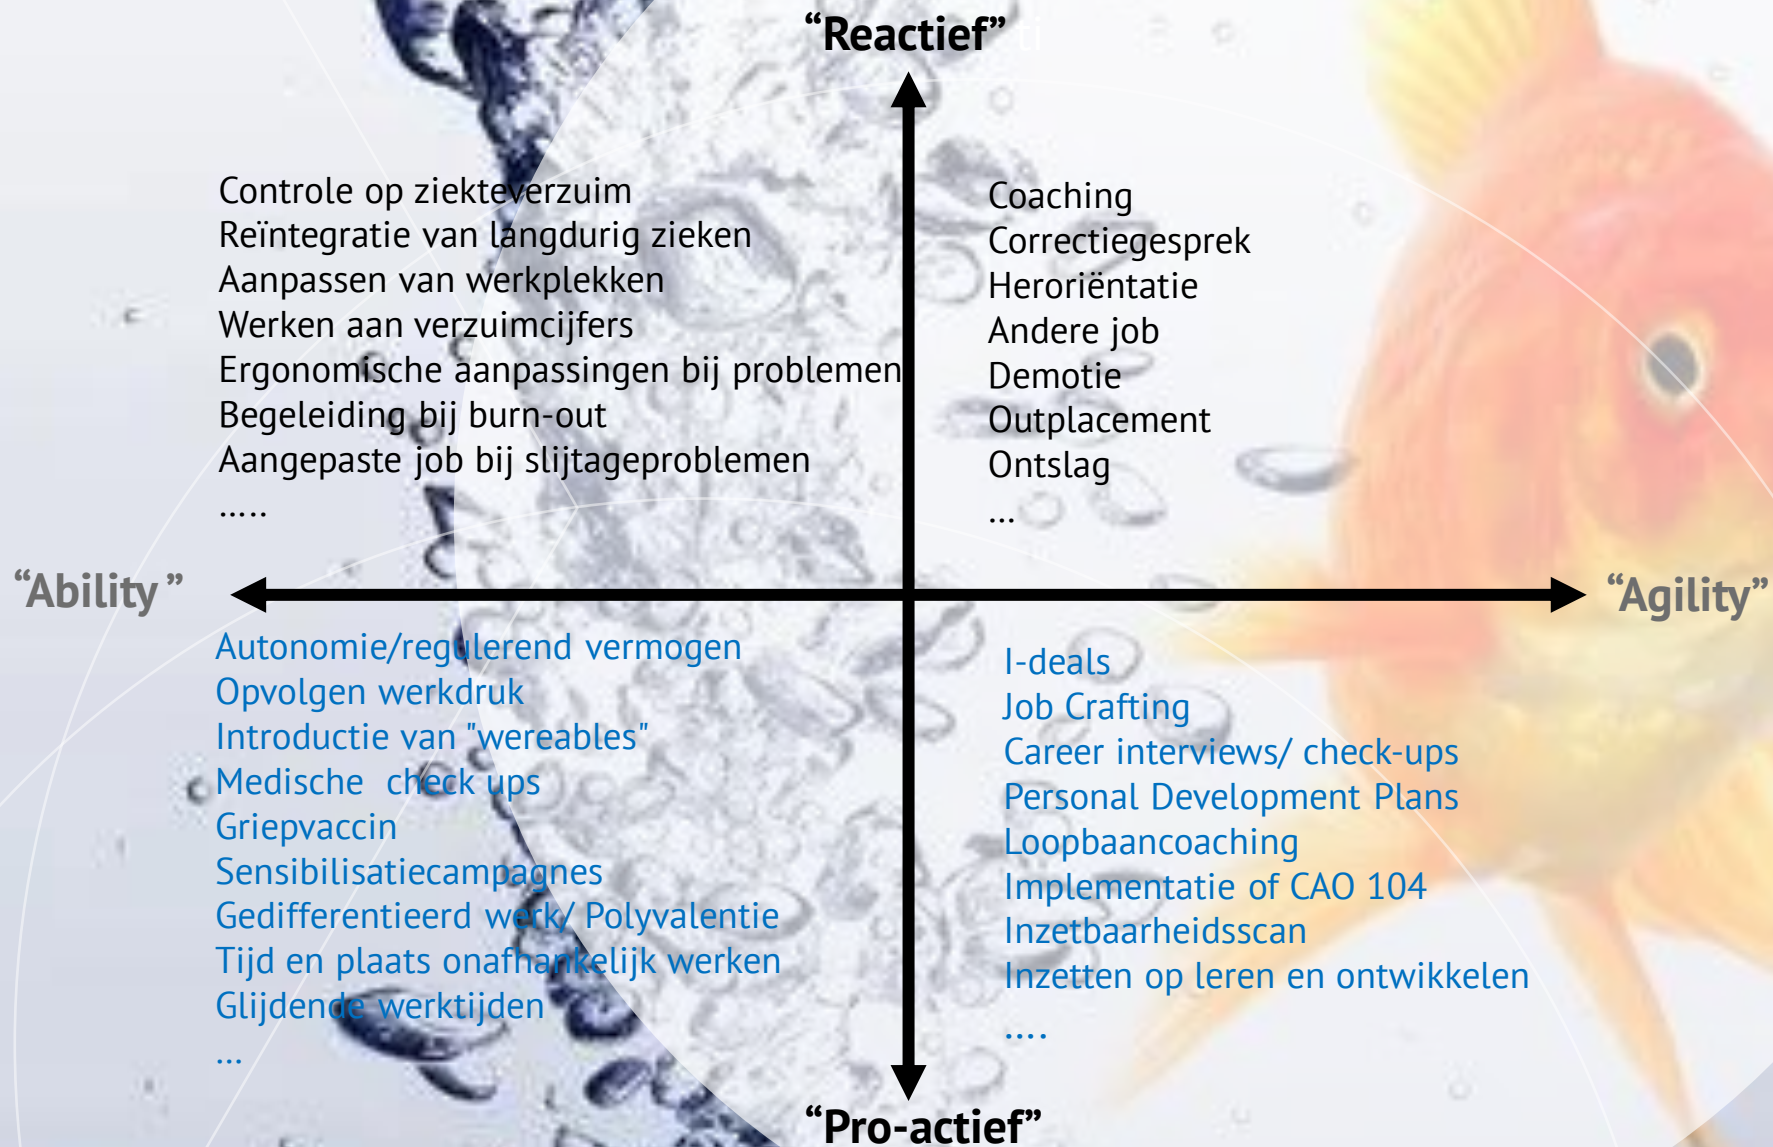 “Reactief”
Controle op ziekteverzuim
Reïntegratie van langdurig zieken
Aanpassen van werkplekken
Werken aan verzuimcijfers
Ergonomische aanpassingen bij problemen
Begeleiding bij burn-out
Aangepaste job bij slijtageproblemen
.....
Coaching
Correctiegesprek
Heroriëntatie
Andere job
Demotie
Outplacement
Ontslag
...
“Ability ”
“Agility”
Autonomie/regulerend vermogen
Opvolgen werkdruk
Introductie van "wereables"
Medische  check ups
Griepvaccin
Sensibilisatiecampagnes
Gedifferentieerd werk/ Polyvalentie
Tijd en plaats onafhankelijk werken
Glijdende werktijden
...
I-deals
Job Crafting
Career interviews/ check-ups
Personal Development Plans
Loopbaancoaching
Implementatie of CAO 104
Inzetbaarheidsscan
Inzetten op leren en ontwikkelen
....
“Pro-actief”